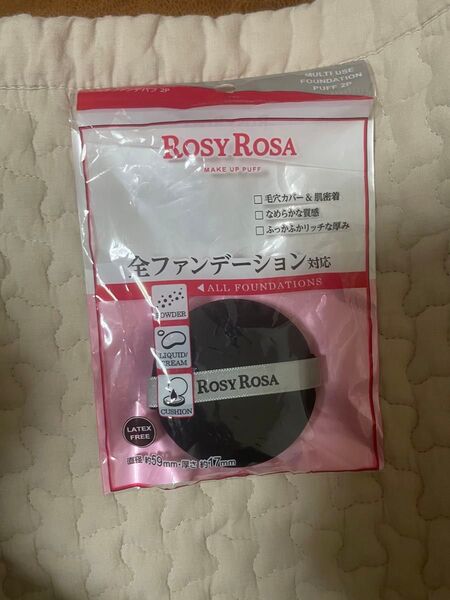 MULTI USE
FOUNDATION
PUFF 2P
ROSY ROSA
MAKE UP PUFF
毛穴カバー&肌密着
なめらかな質感
ふっかふかリッチな厚み
全ファンデーション対応
ALL FOUNDATIONS
POWDER
LIQUID/
CREAM
CUSHION
ROSY ROSA
LATEX
FREE
直径 約59mm・厚さ 約17mm